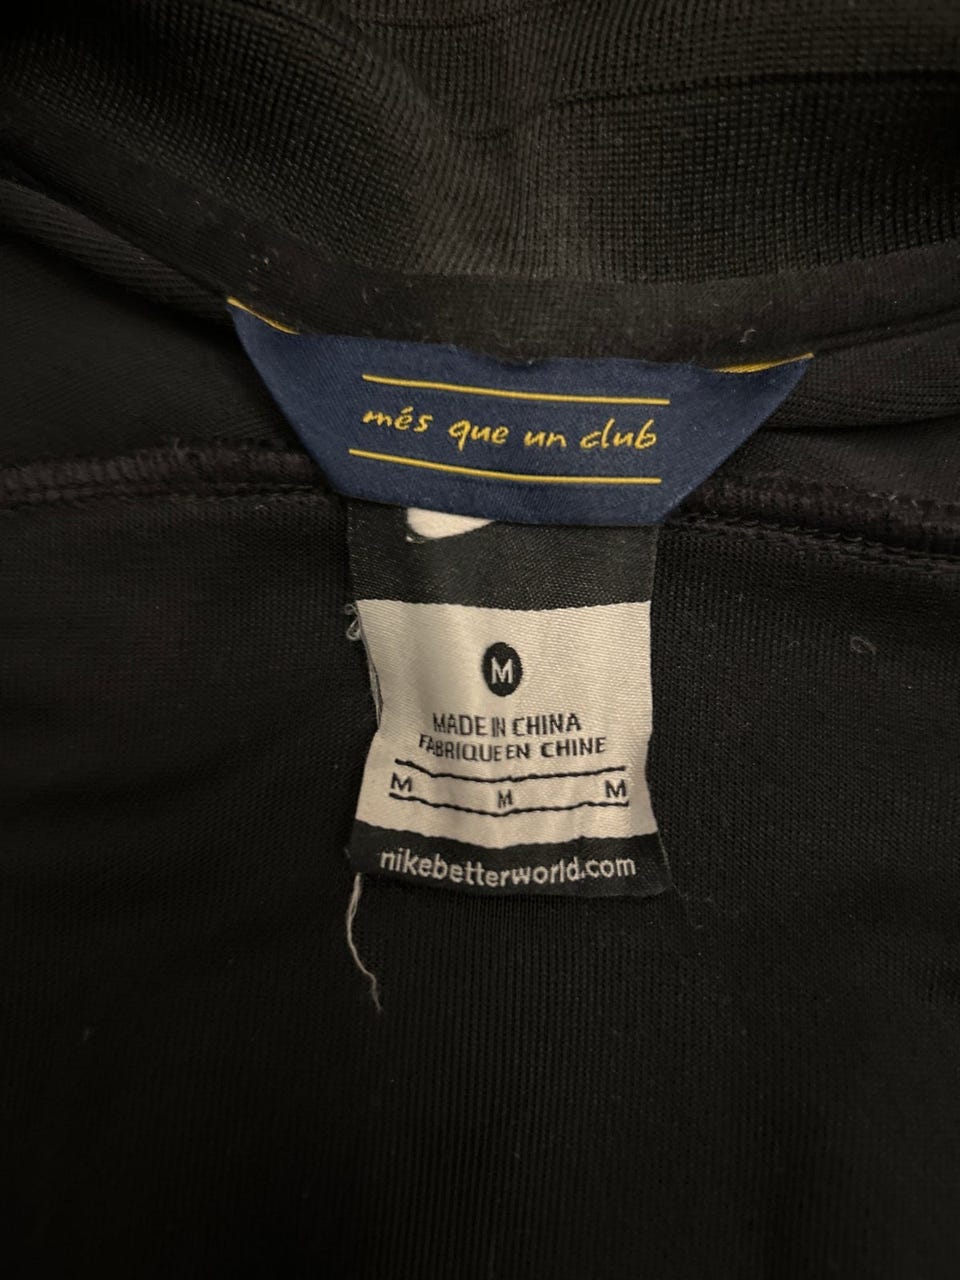 més que un club
M
MADE IN CHINA
FABRIQUE EN CHINE
M M M
nikebetterworld.com